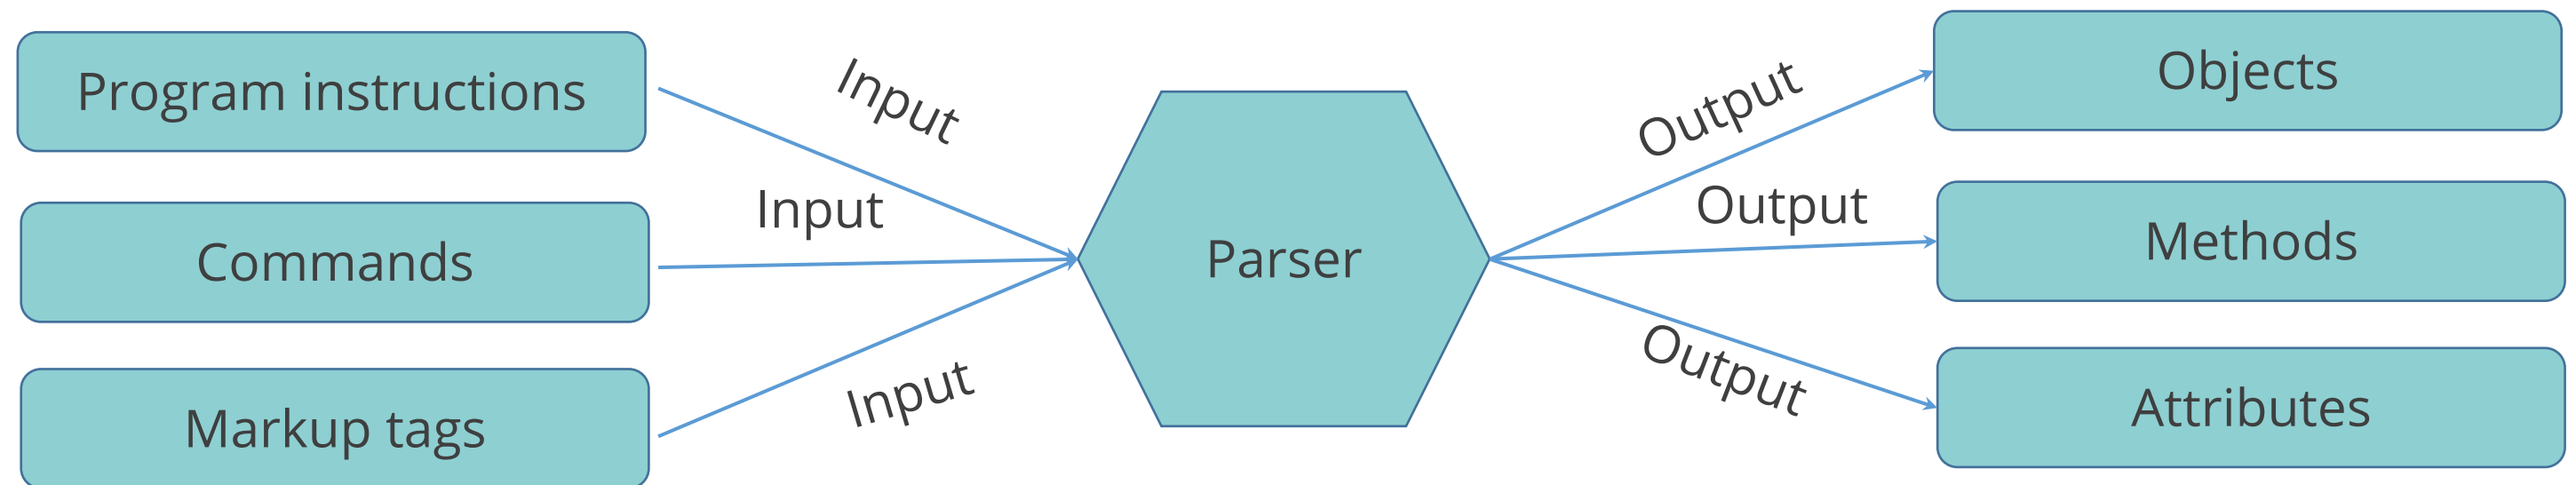 Program instructions
Commands
Markup tags
Input
Input
Input
Parser
Output
Output
Output
Objects
Methods
Attributes